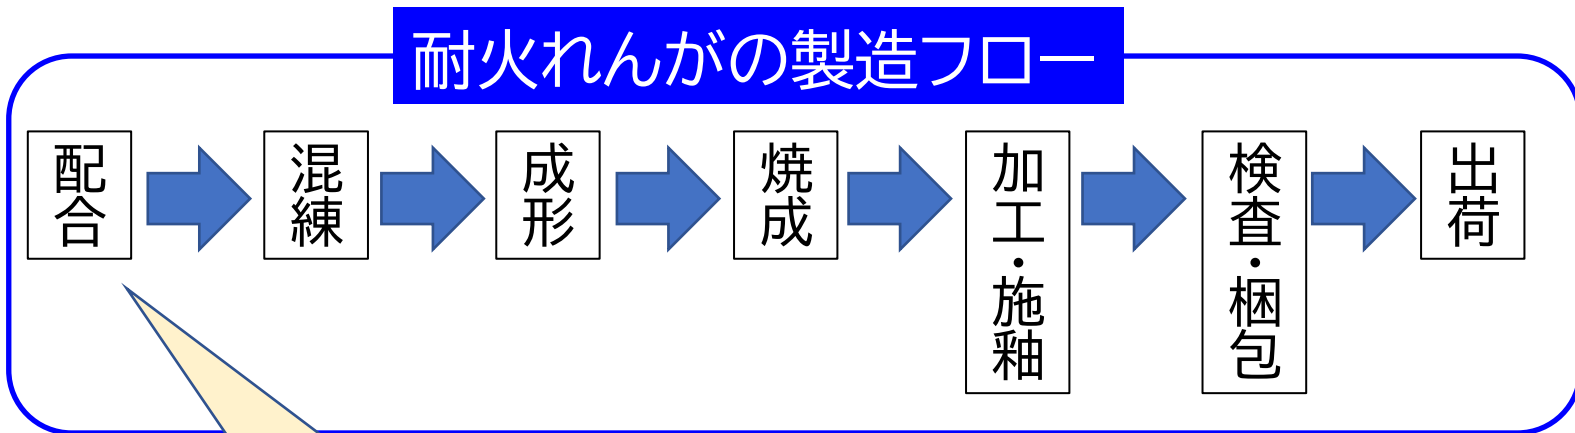 耐火れんがの製造フロー
配合
混練
成形
焼成
加工・施釉
検査・梱包
出荷